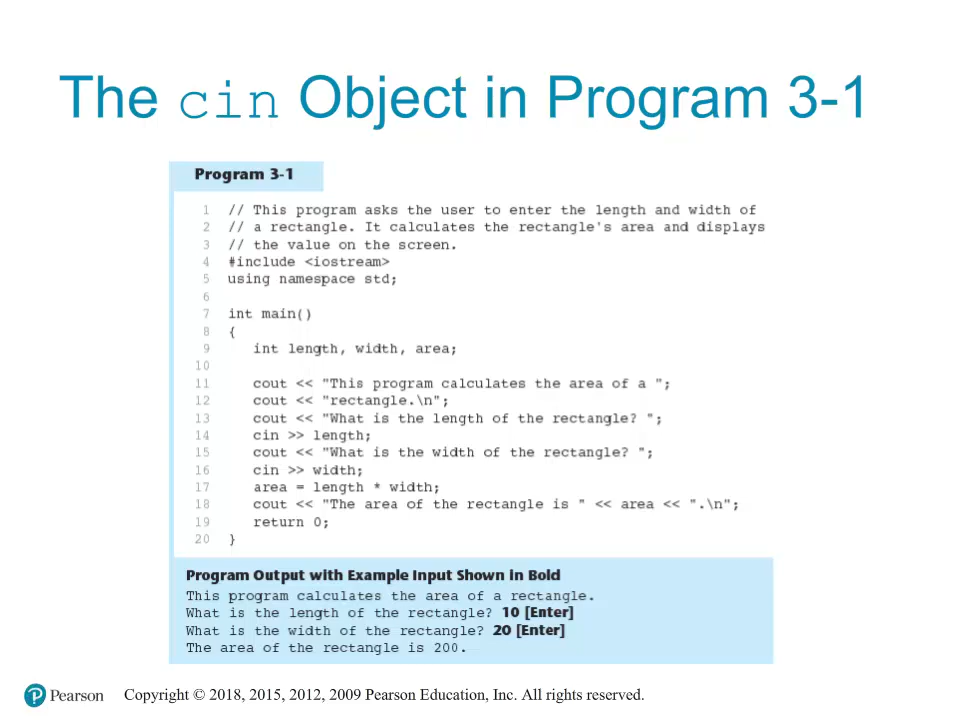 The cin Object in Program 3-1
Program 3-1
1 // This program asks the user to enter the length and width of
2 // a rectangle. It calculates the rectangle's area and displays
3 // the value on the screen.
4 #include <iostream>
5 using namespace std;
6
7 int main()
8 {
9 int length, width, area;
10
11 cout << "This program calculates the area of a ";
12 cout << "rectangle.\n";
13 cout << "What is the length of the rectangle? ";
14 cin >> length;
15 cout << "What is the width of the rectangle? ";
16 cin >> width;
17 area = length * width;
18 cout << "The area of the rectangle is " << area << ".\n";
19 return 0;
20 }
Program Output with Example Input Shown in Bold
This program calculates the area of a rectangle.
What is the length of the rectangle? 10 [Enter]
What is the width of the rectangle? 20 [Enter]
The area of the rectangle is 200.
P Pearson Copyright © 2018, 2015, 2012, 2009 Pearson Education, Inc. All rights reserved.